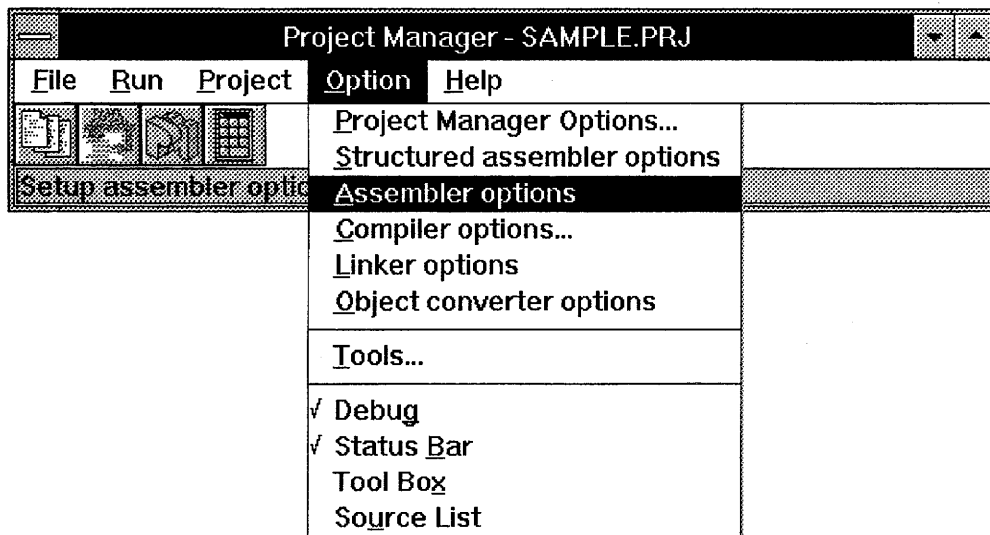 Project Manager - SAMPLE.PRJ
File Run Project Option Help
Project Manager Options...
Structured assembler options
Setup assembler optio
Assembler options
Compiler options...
Linker options
Object converter options
Tools...
√ Debug
√ Status Bar
Tool Box
Source List